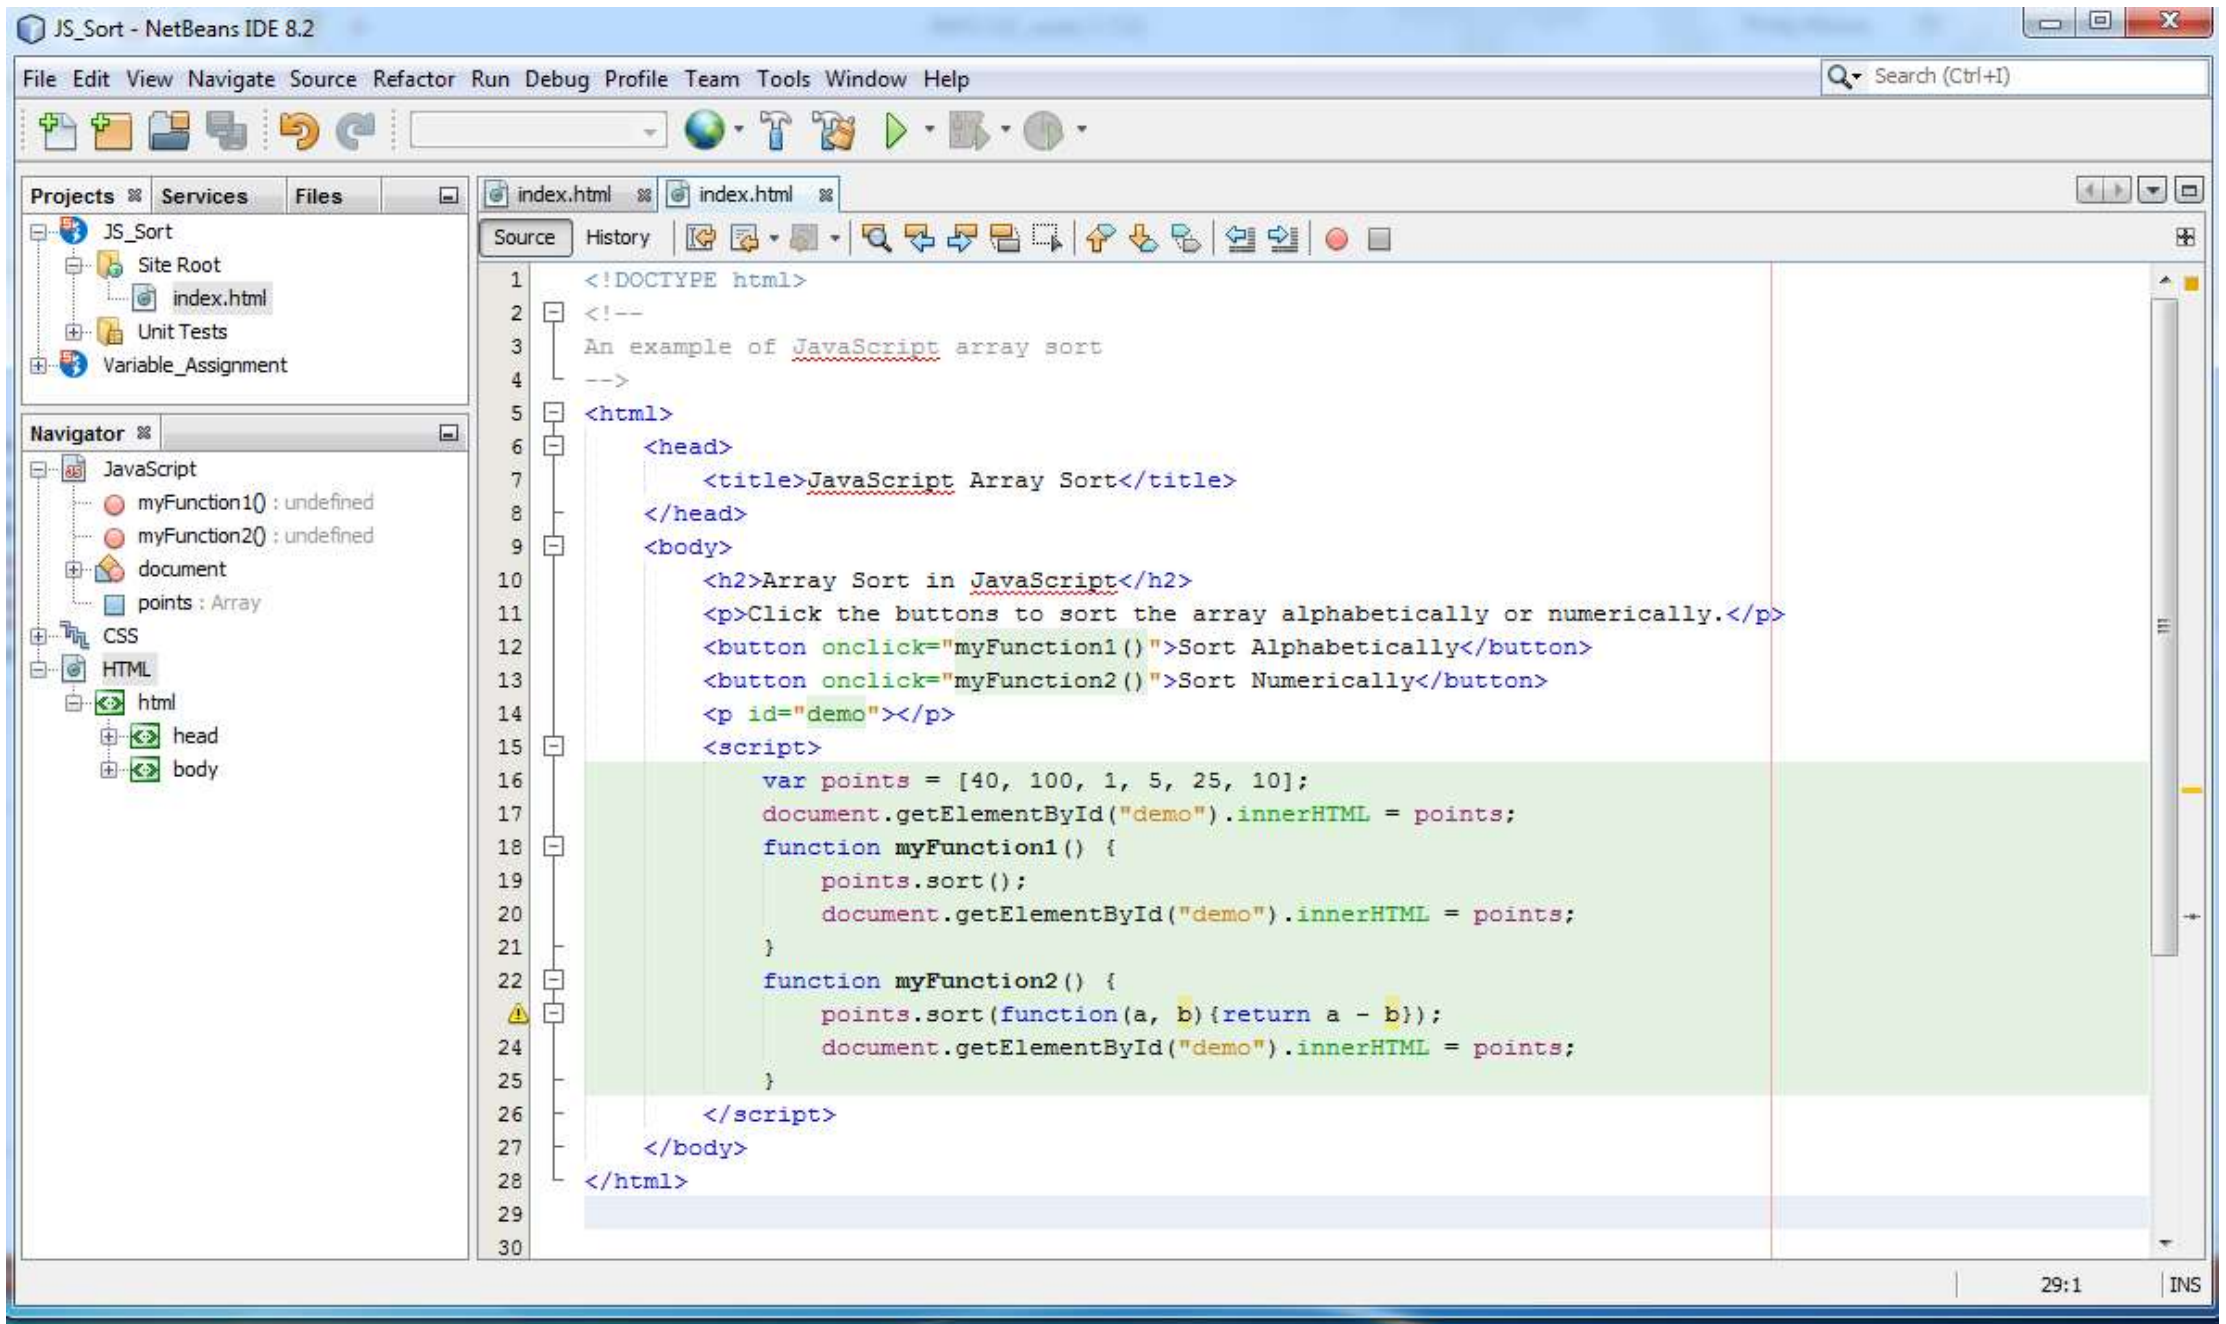 JS_Sort - NetBeans IDE 8.2
File Edit View Navigate Source Refactor Run Debug Profile Team Tools Window Help
Search (Ctrl+I)
Projects Services Files
JS_Sort
Site Root
index.html
Unit Tests
Variable_Assignment
Navigator
JavaScript
myFunction1() : undefined
myFunction2() : undefined
document
points : Array
CSS
HTML
html
head
body
index.html index.html
Source History
1 <!DOCTYPE html>
2 <!--
3 An example of JavaScript array sort
4 -->
5 <html>
6 <head>
7 <title>JavaScript Array Sort</title>
8 </head>
9 <body>
10 <h2>Array Sort in JavaScript</h2>
11 <p>Click the buttons to sort the array alphabetically or numerically.</p>
12 <button onclick="myFunction1()">Sort Alphabetically</button>
13 <button onclick="myFunction2()">Sort Numerically</button>
14 <p id="demo"></p>
15 <script>
16 var points = [40, 100, 1, 5, 25, 10];
17 document.getElementById("demo").innerHTML = points;
18 function myFunction1() {
19 points.sort();
20 document.getElementById("demo").innerHTML = points;
21 }
22 function myFunction2() {
points.sort(function(a, b){return a - b});
24 document.getElementById("demo").innerHTML = points;
25 }
26 </script>
27 </body>
28 </html>
29
30
29:1 INS